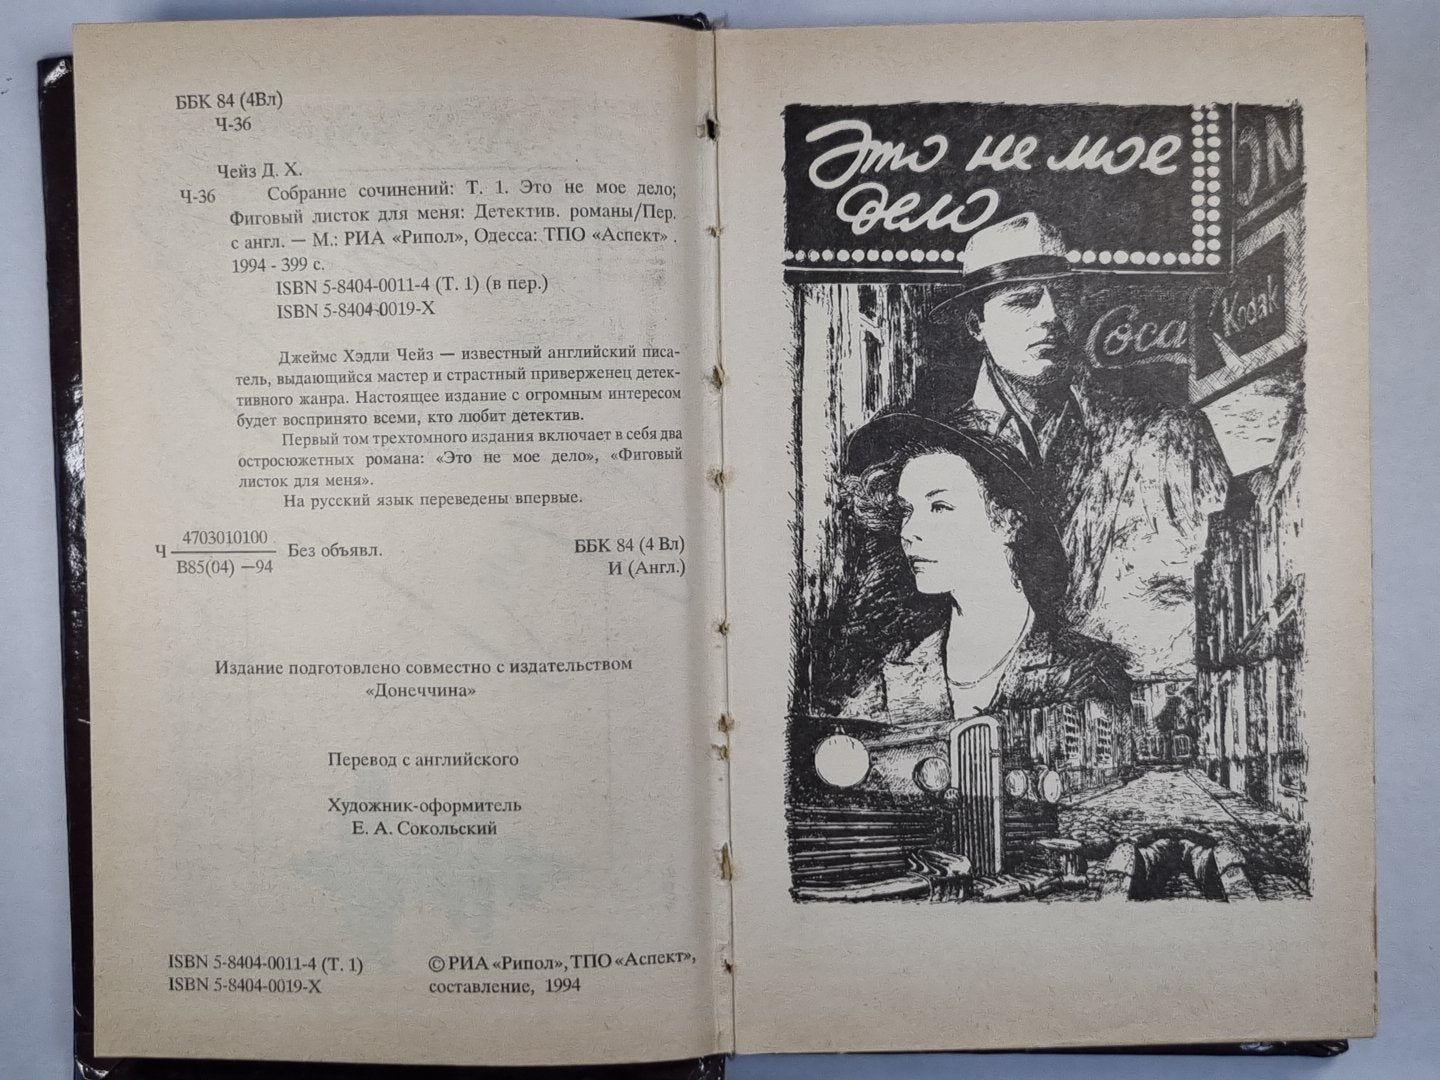 ББК 84 (4Вл)
Ч-36
Чейз Д. Х.
Ч-36 Собрание сочинений: Т. 1. Это не мое дело;
Фиговый листок для меня: Детектив. романы/Пер.
с англ. — М.: РИА «Рипол», Одесса: ТПО «Аспект» .
1994 - 399 с.
ISBN 5-8404-0011-4 (Т. 1) (в пер.)
ISBN 5-8404-0019-X
Джеймс Хэдли Чейз — известный английский писа-
тель, выдающийся мастер и страстный приверженец детек-
тивного жанра. Настоящее издание с огромным интересом
будет воспринято всеми, кто любит детектив.
Первый том трехтомного издания включает в себя два
остросюжетных романа: «Это не мое дело», «Фиговый
листок для меня».
На русский язык переведены впервые.
Ч 4703010100 Без объявл.
В85(04) —94
ББК 84 (4 Вл)
И (Англ.)
Издание подготовлено совместно с издательством
«Донеччина»
Перевод с английского
Художник-оформитель
Е. А. Сокольский
ISBN 5-8404-0011-4 (Т. 1)
ISBN 5-8404-0019-X
© РИА «Рипол», ТПО «Аспект»,
составление, 1994
Это не мое
дело
ON
Coca
Kodak